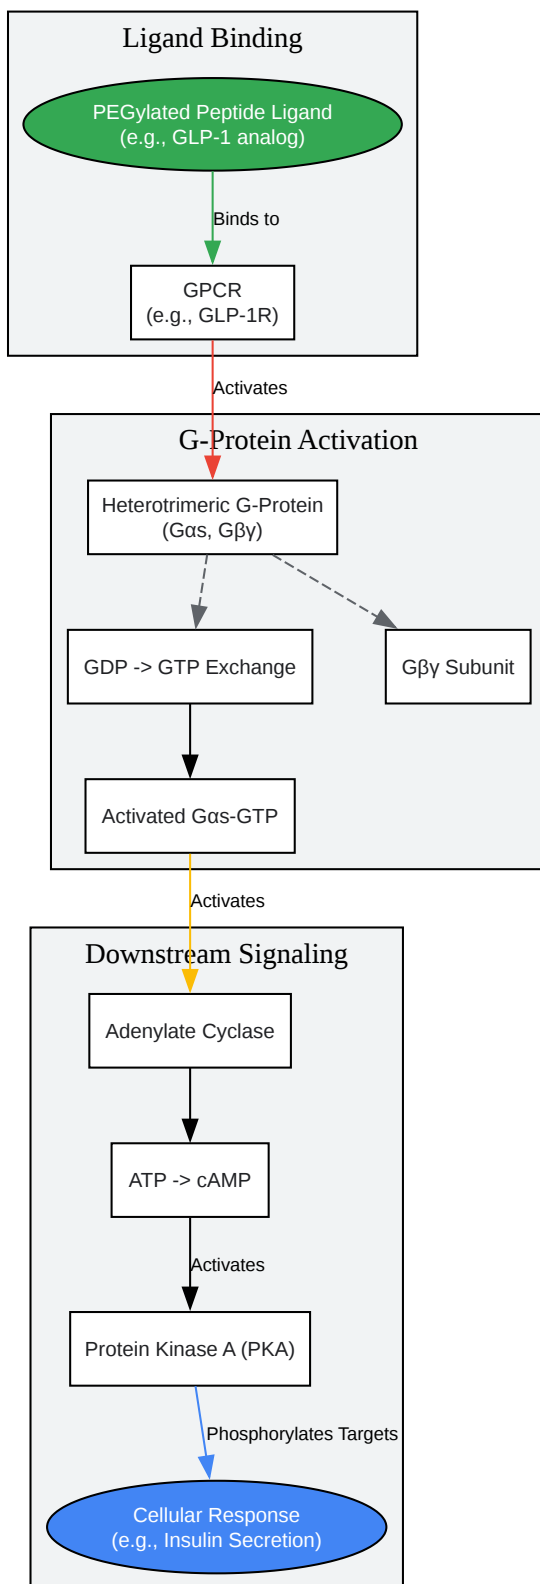 Ligand Binding
PEGylated Peptide Ligand
(e.g., GLP-1 analog)
Binds to
GPCR
(e.g., GLP-1R)
Activates
G-Protein Activation
Heterotrimeric G-Protein
(Gαs, Gβγ)
GDP -> GTP Exchange
Gβγ Subunit
Activated Gαs-GTP
Activates
Downstream Signaling
Adenylate Cyclase
ATP -> cAMP
Activates
Protein Kinase A (PKA)
Phosphorylates Targets
Cellular Response
(e.g., Insulin Secretion)